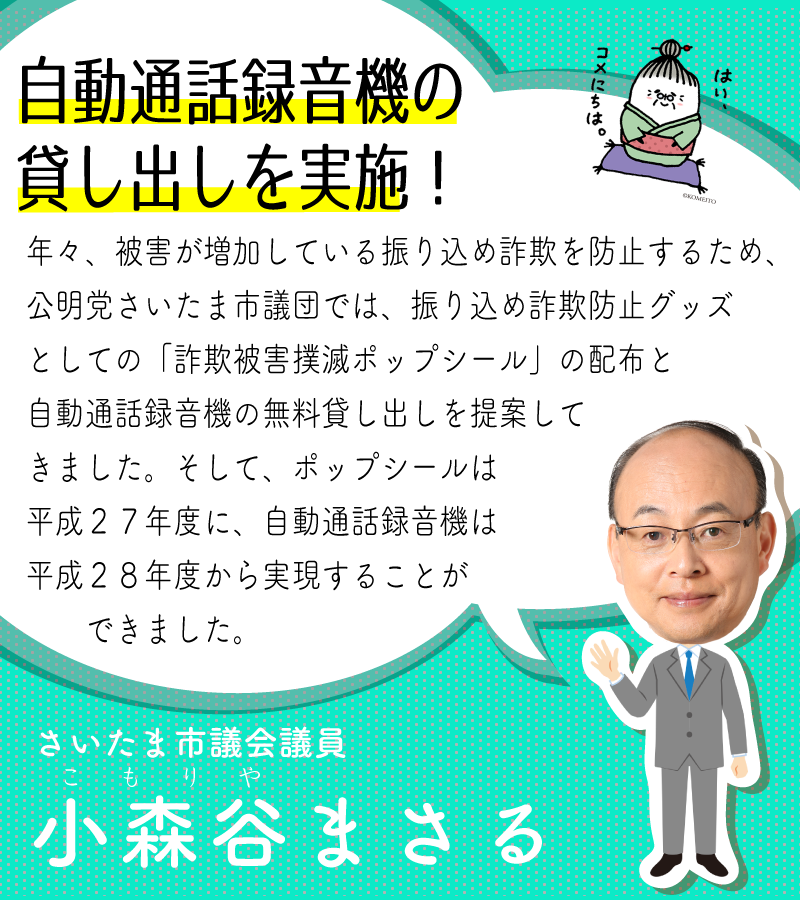 自動通話録音機の
貸し出しを実施！
はい、
コメにちは。
©KOMEITO
年々、被害が増加している振り込め詐欺を防止するため、
公明党さいたま市議団では、振り込め詐欺防止グッズ
としての「詐欺被害撲滅ポップシール」の配布と
自動通話録音機の無料貸し出しを提案して
きました。そして、ポップシールは
平成２７年度に、自動通話録音機は
平成２８年度から実現することが
できました。
さいたま市議会議員
こもりや
小森谷まさる